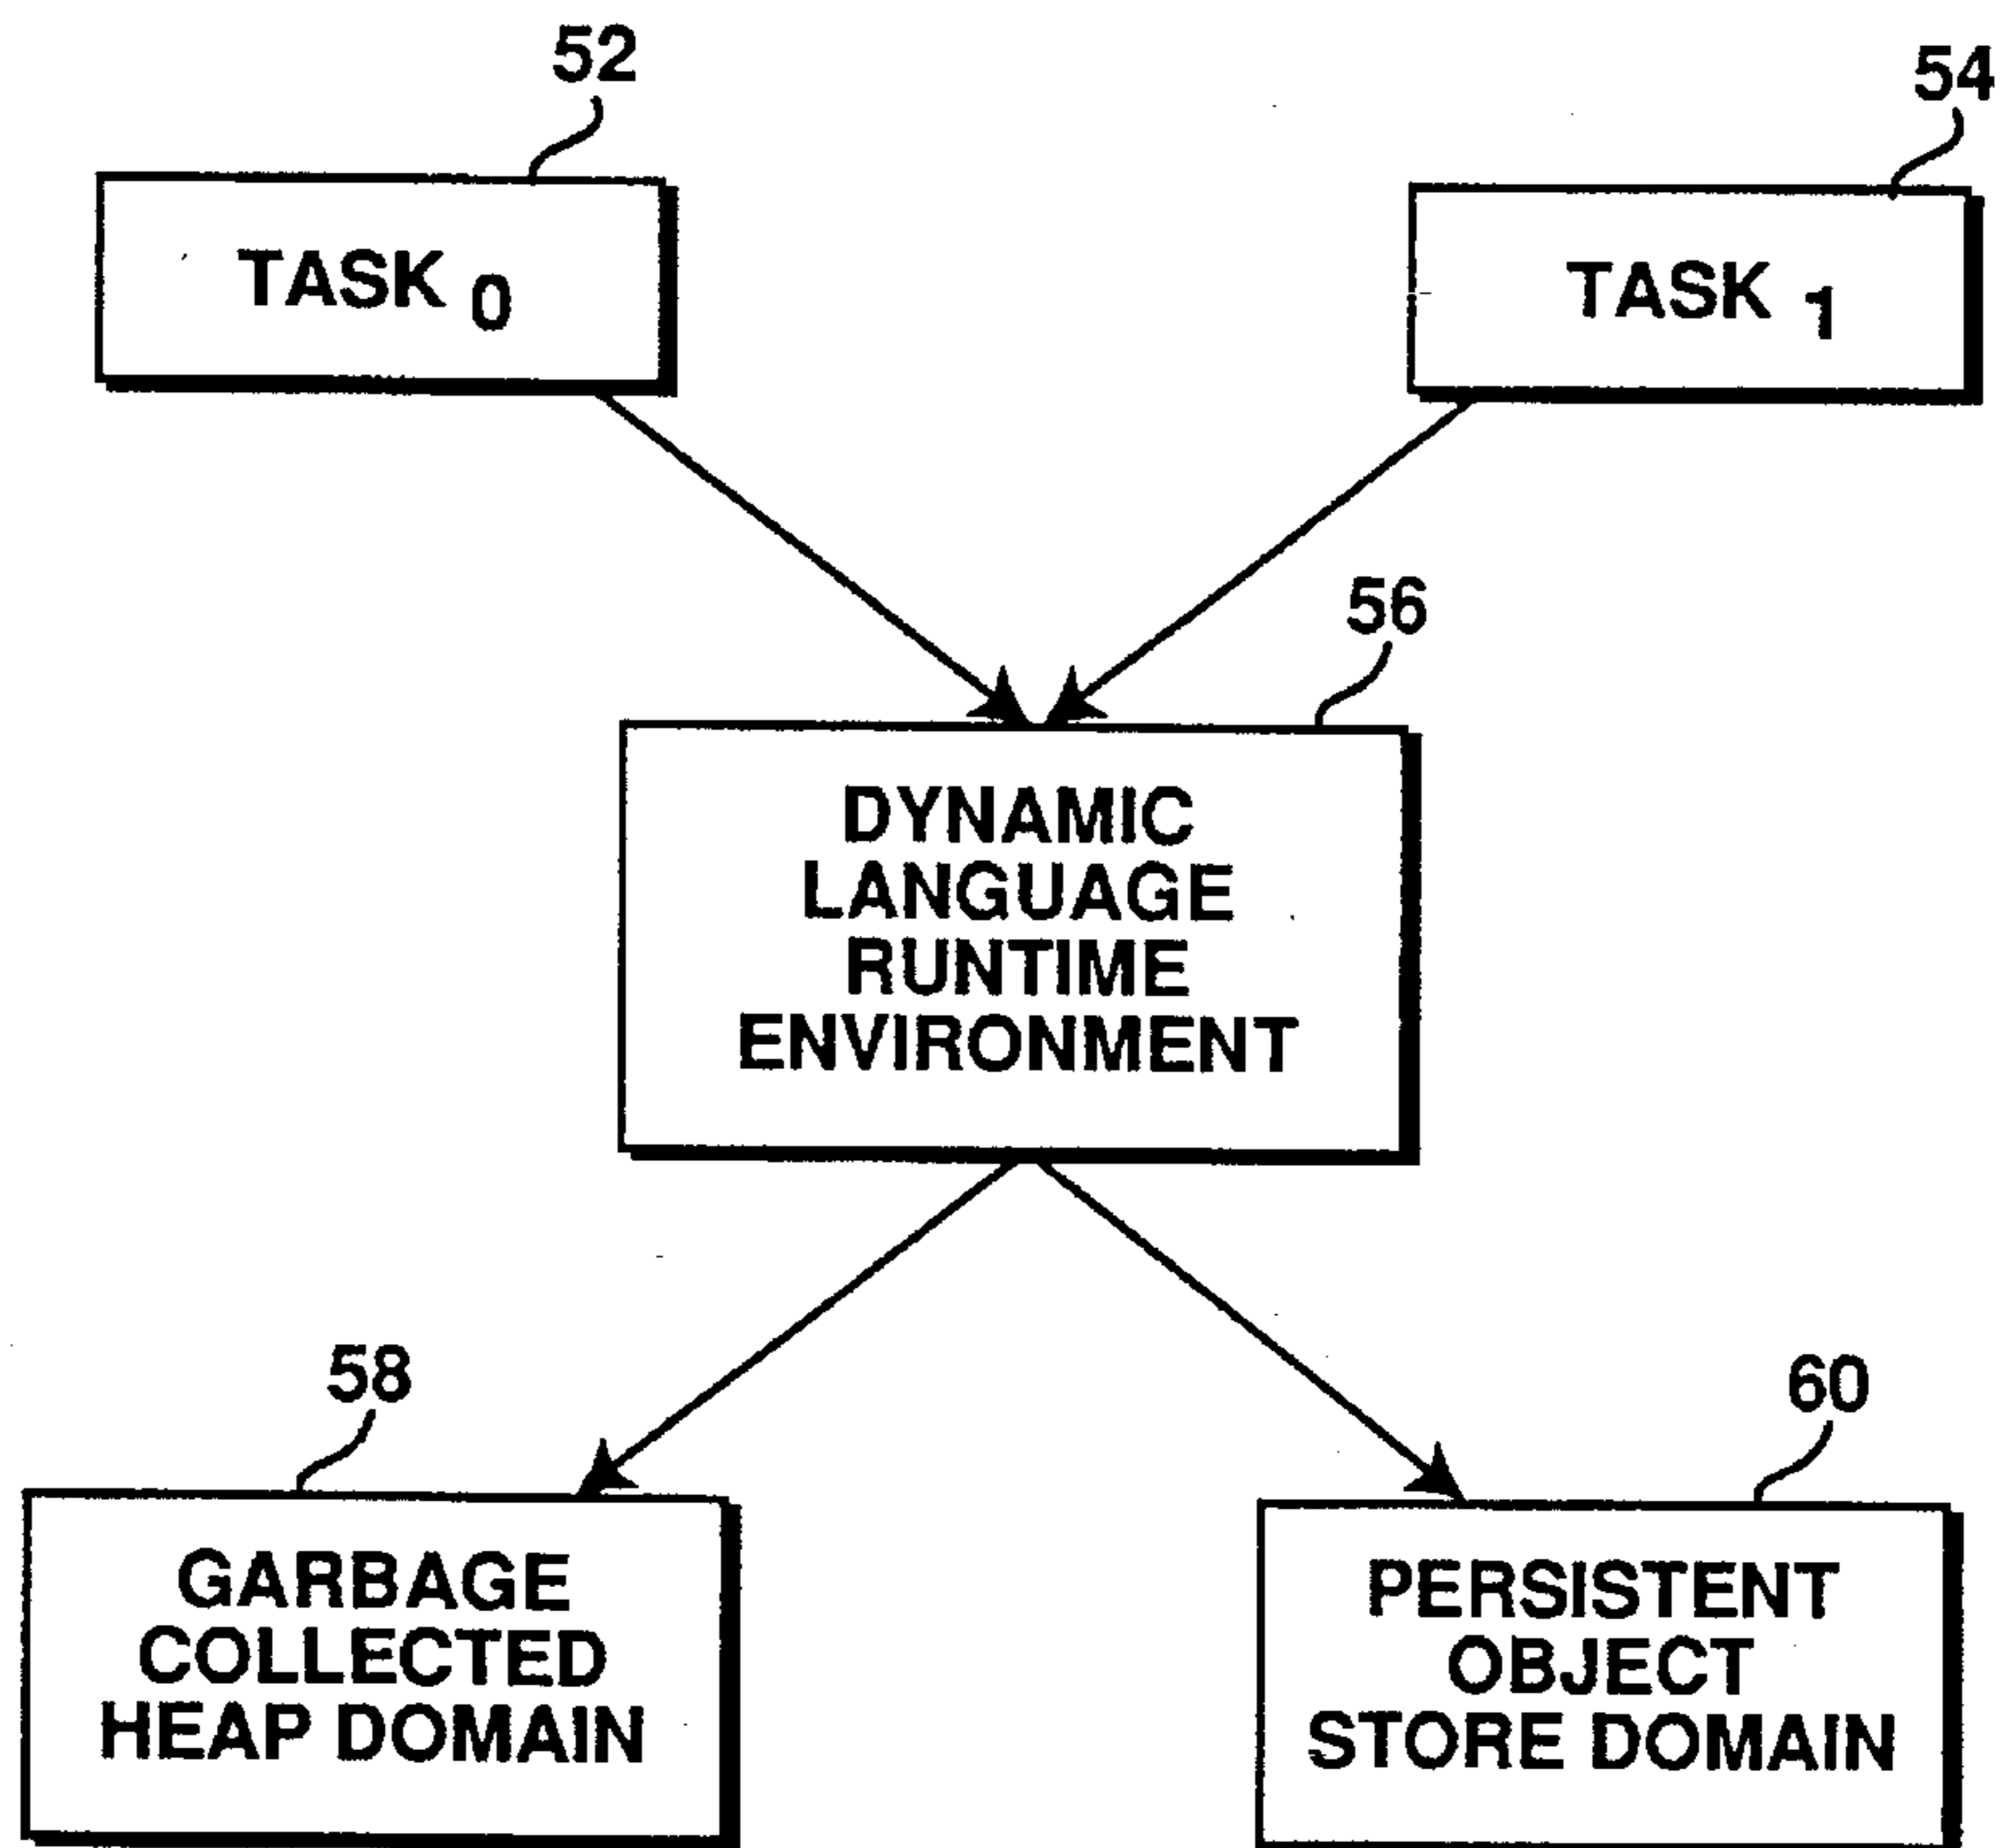 52
54
TASK 0
TASK 1
56
DYNAMIC
LANGUAGE
RUNTIME
ENVIRONMENT
58
60
GARBAGE
COLLECTED
HEAP DOMAIN
PERSISTENT
OBJECT
STORE DOMAIN